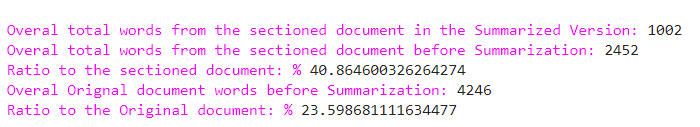 Overal total words from the sectioned document in the Summarized Version: 1002
Overal total words from the sectioned document before Summarization: 2452
Ratio to the sectioned document: % 40.864600326264274
Overal Orignal document words before Summarization: 4246
Ratio to the Original document: % 23.598681111634477